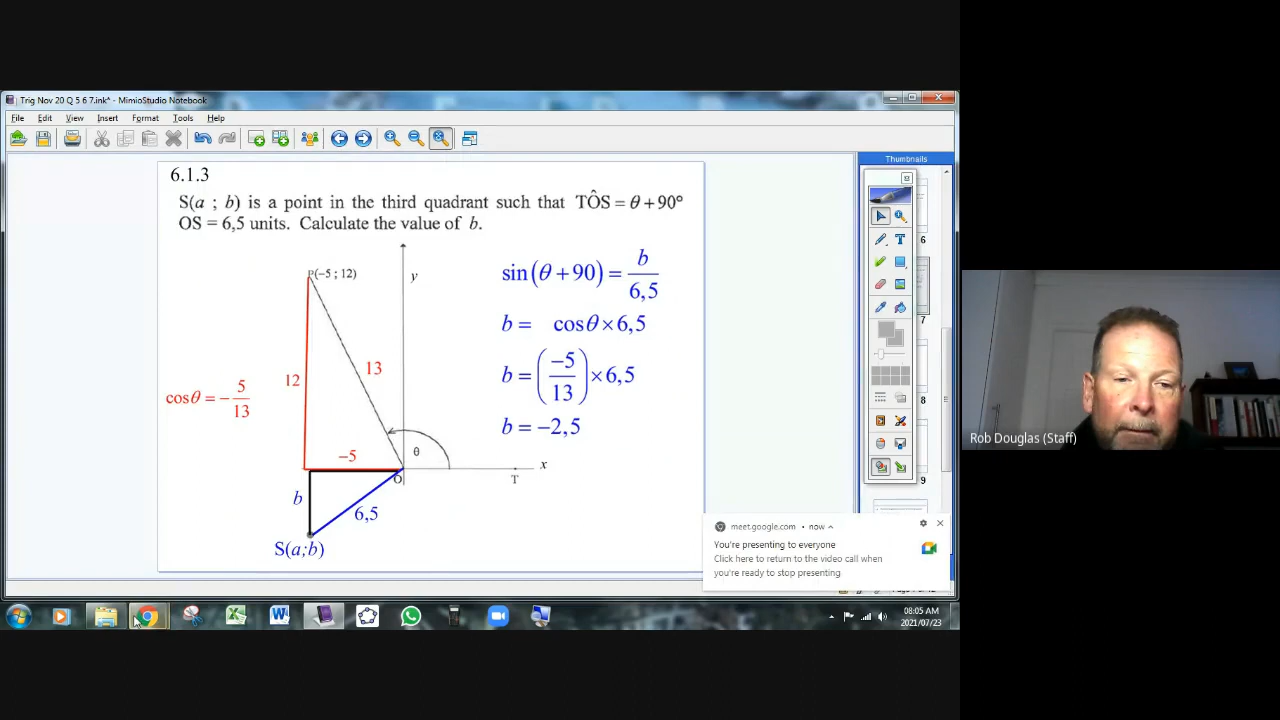 Trig Nov 20 Q 5 6 7.ink* - MimioStudio Notebook
File Edit View Insert Format Tools Help
Thumbnails
6.1.3
S(a ; b) is a point in the third quadrant such that TÔS = θ + 90°
OS = 6,5 units. Calculate the value of b.
P(−5 ; 12)
y
sin(θ + 90) = b/6,5
b = cosθ × 6,5
b = (−5/13) × 6,5
b = −2,5
12
13
cosθ = −5/13
−5
θ
x
O
T
b
6,5
S(a;b)
6
7
8
9
meet.google.com • now
You're presenting to everyone
Click here to return to the video call when
you're ready to stop presenting
Rob Douglas (Staff)
08:05 AM
2021/07/23